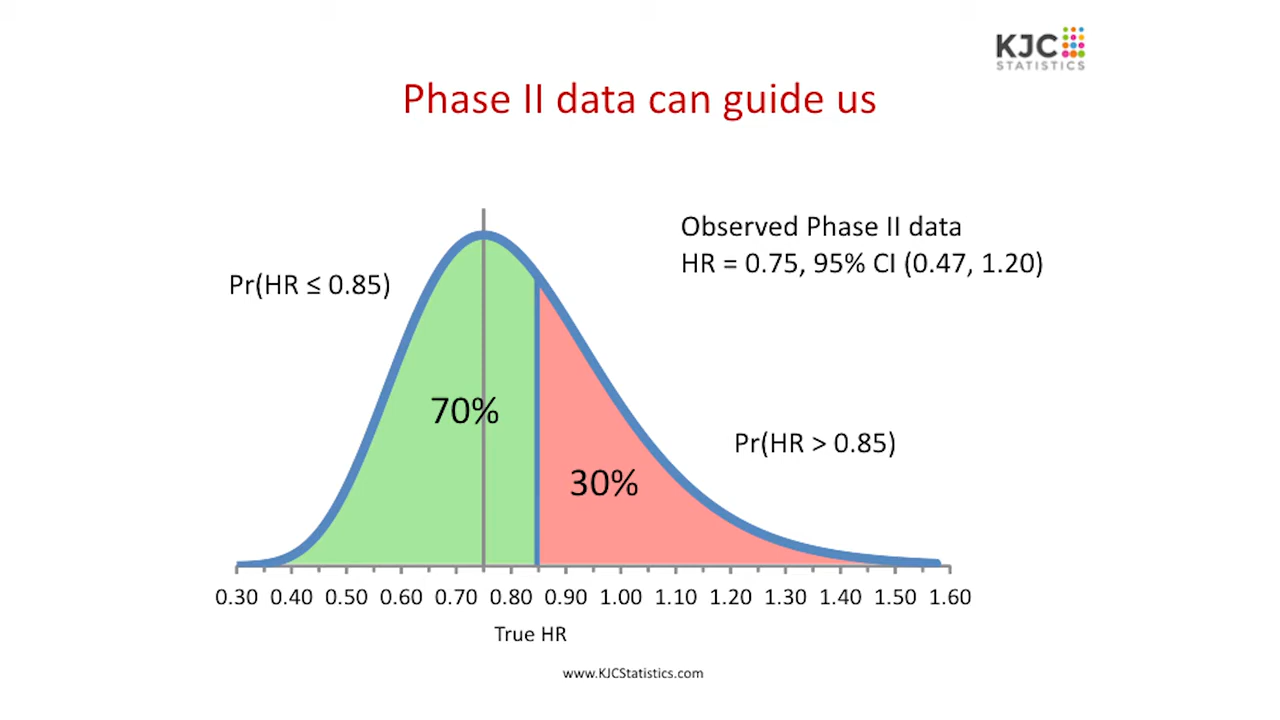 KJC
STATISTICS
Phase II data can guide us
Observed Phase II data
HR = 0.75, 95% CI (0.47, 1.20)
Pr(HR ≤ 0.85)
70%
Pr(HR > 0.85)
30%
0.30 0.40 0.50 0.60 0.70 0.80 0.90 1.00 1.10 1.20 1.30 1.40 1.50 1.60
True HR
www.KJCStatistics.com